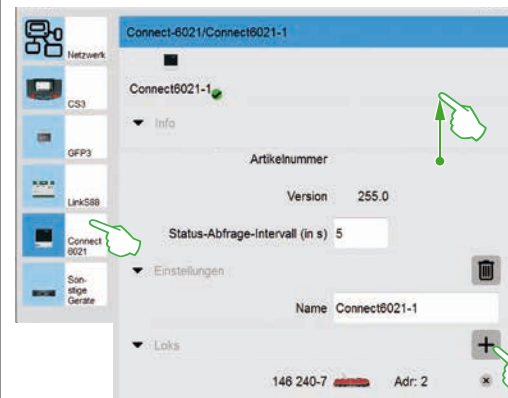 Netzwerk
CS3
GFP3
LinkS88
Connect
6021
Son-
stige
Geräte
Connect-6021/Connect6021-1
Connect6021-1
Info
Artikelnummer
Version 255.0
Status-Abfrage-Intervall (in s) 5
Einstellungen
Name Connect6021-1
Loks
146 240-7 Adr: 2